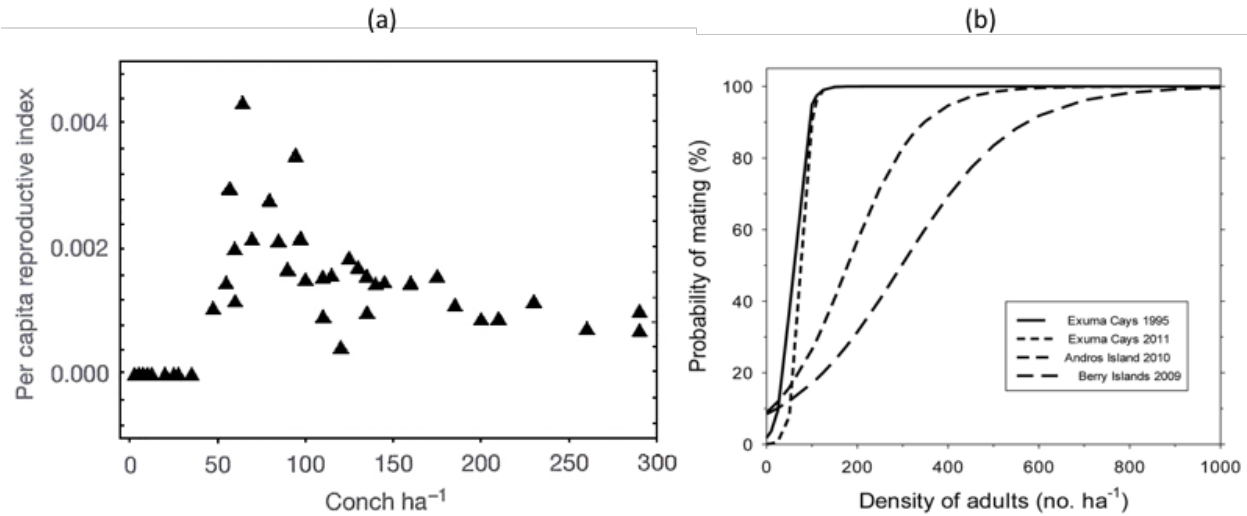 (a)
Per capita reproductive index
0.004
0.002
0.000
0
50
100
150
200
250
300
Conch ha⁻¹
(b)
Probability of mating (%)
100
80
60
40
20
0
Exuma Cays 1995
Exuma Cays 2011
Andros Island 2010
Berry Islands 2009
0
200
400
600
800
1000
Density of adults (no. ha⁻¹)